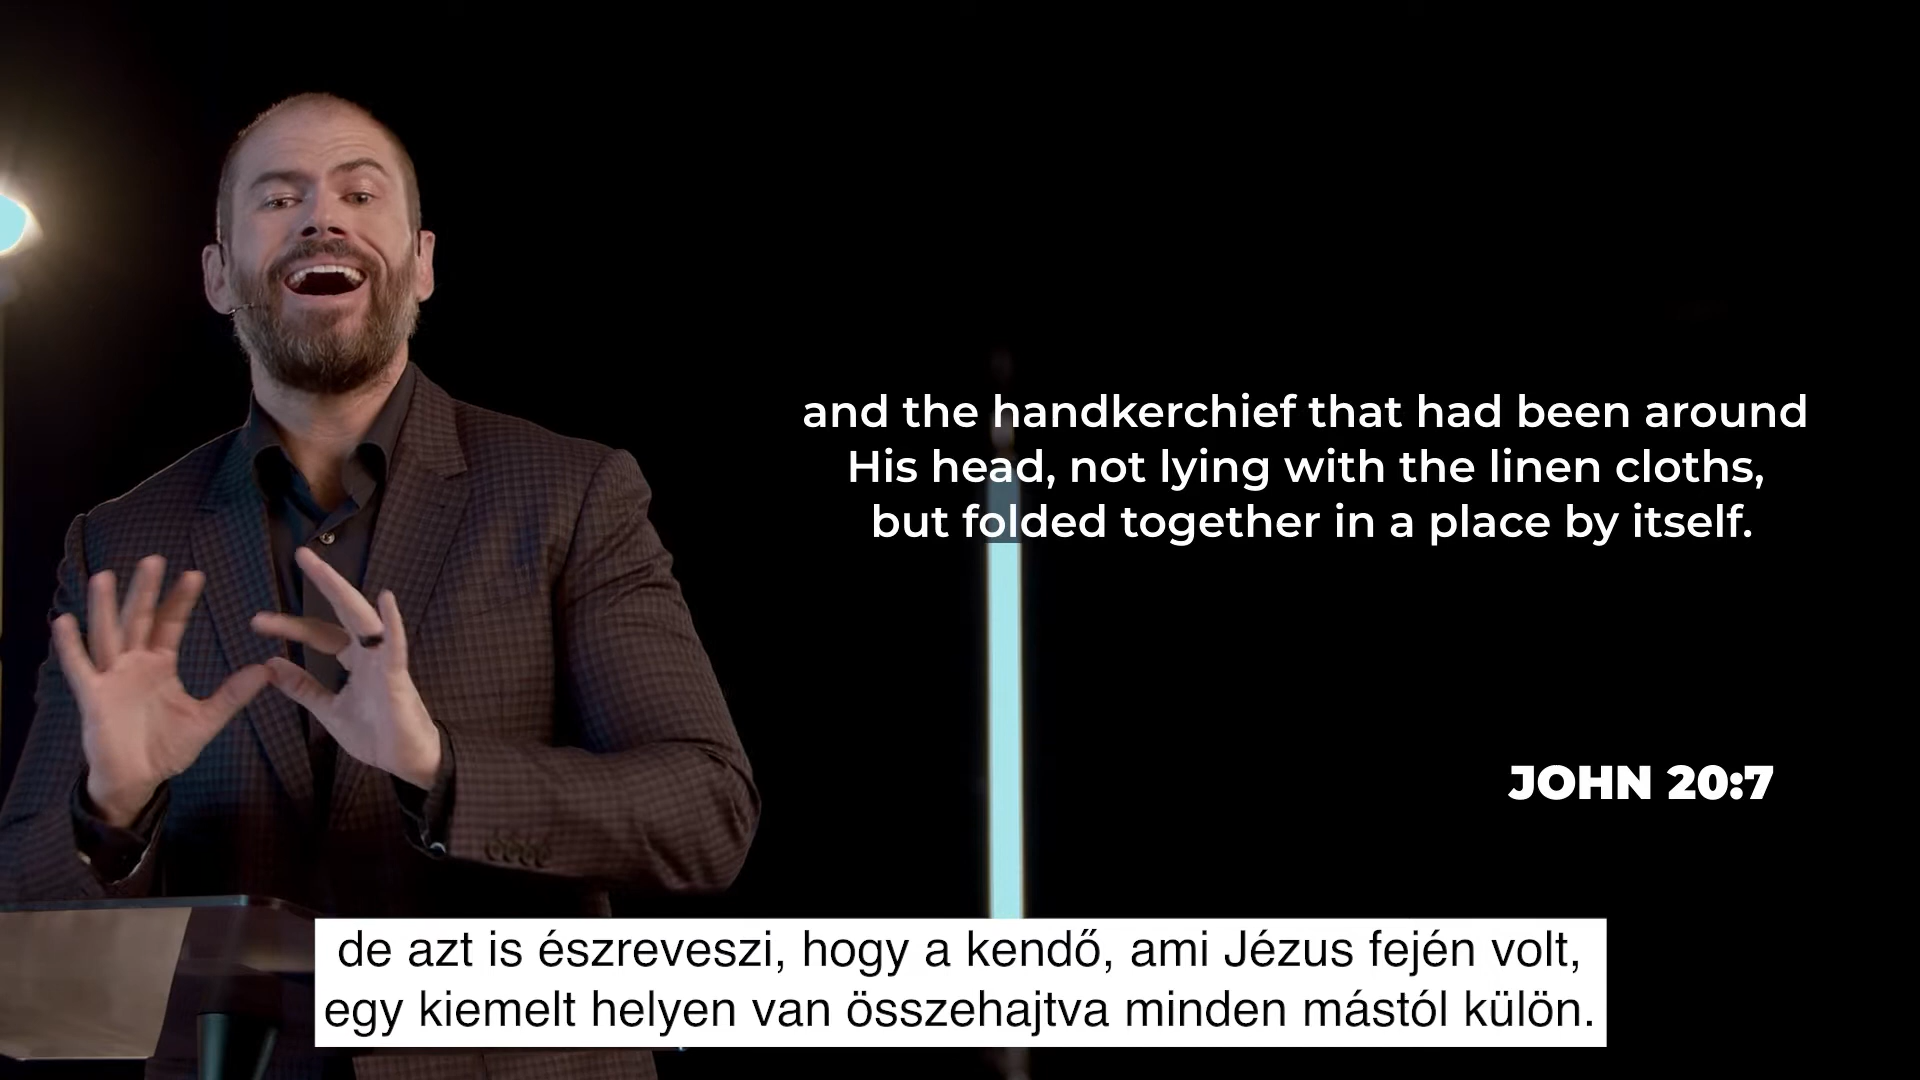 and the handkerchief that had been around
His head, not lying with the linen cloths,
but folded together in a place by itself.
JOHN 20:7
de azt is észreveszi, hogy a kendő, ami Jézus fején volt,
egy kiemelt helyen van összehajtva minden mástól külön.